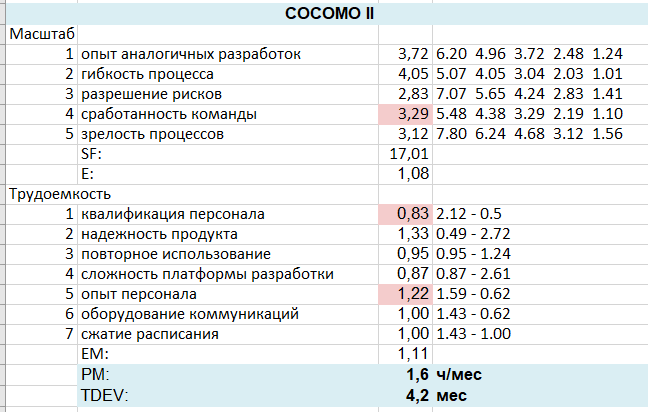 COCOMO II
Масштаб
1 опыт аналогичных разработок 3,72 6.20 4.96 3.72 2.48 1.24
2 гибкость процесса 4,05 5.07 4.05 3.04 2.03 1.01
3 разрешение рисков 2,83 7.07 5.65 4.24 2.83 1.41
4 сработанность команды 3,29 5.48 4.38 3.29 2.19 1.10
5 зрелость процессов 3,12 7.80 6.24 4.68 3.12 1.56
SF: 17,01
E: 1,08
Трудоемкость
1 квалификация персонала 0,83 2.12 - 0.5
2 надежность продукта 1,33 0.49 - 2.72
3 повторное использование 0,95 0.95 - 1.24
4 сложность платформы разработки 0,87 0.87 - 2.61
5 опыт персонала 1,22 1.59 - 0.62
6 оборудование коммуникаций 1,00 1.43 - 0.62
7 сжатие расписания 1,00 1.43 - 1.00
EM: 1,11
PM: 1,6 ч/мес
TDEV: 4,2 мес